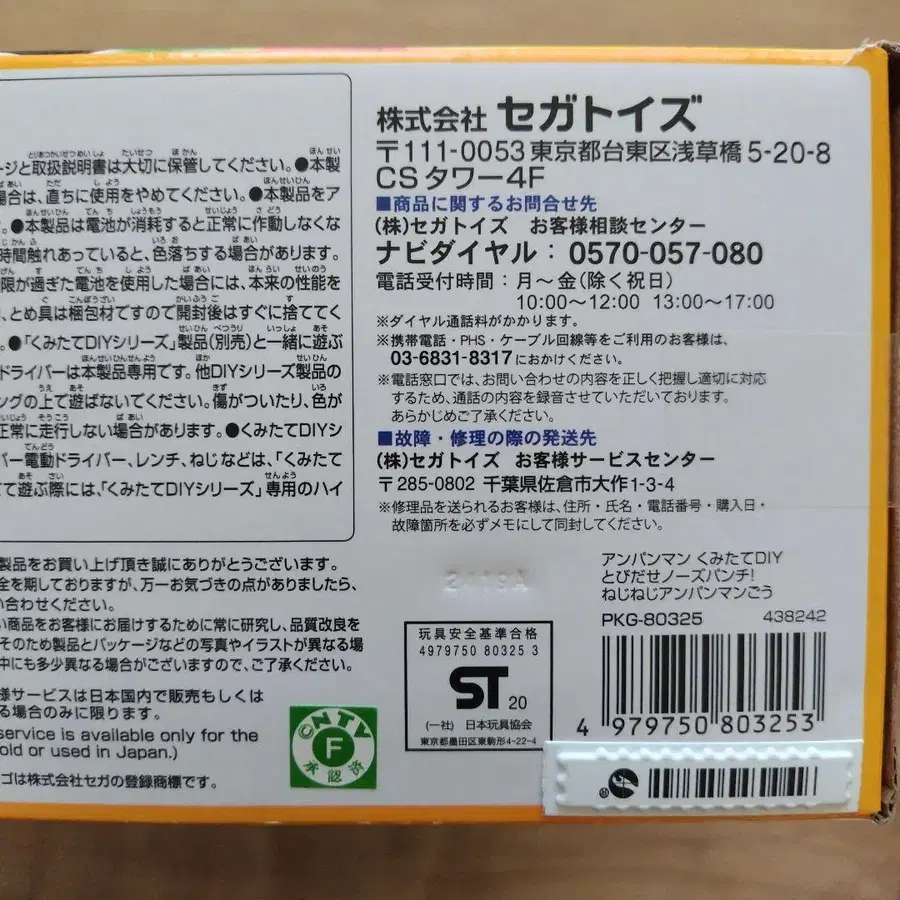 ージと取扱説明書は大切に保管してください。●本製
場合は、直ちに使用をやめてください。●本製品をア
す。●本製品は電池が消耗すると正常に作動しなくな
時間触れあっていると、色落ちする場合があります。
限が過ぎた電池を使用した場合には、本来の性能を
、とめ具は梱包材ですので開封後はすぐに捨ててく
。●「くみたてDIYシリーズ」製品(別売)と一緒に遊ぶ
ドライバーは本製品専用です。他DIYシリーズ製品の
ングの上で遊ばないでください。傷がついたり、色が
正常に走行しない場合があります。●くみたてDIYシ
バー電動ドライバー、レンチ、ねじなどは、「くみたて
て遊ぶ際には、「くみたてDIYシリーズ」専用のハイ
製品をお買い上げ頂き誠にありがとうございます。
全を期しておりますが、万一お気づきの点がありましたら、
い合わせください。
い商品をお客様にお届けするために常に研究し、品質改良を
そのため製品とパッケージなどの写真やイラストが異なる場
中にも多少異なる場合がございますので、ご了承ください。
様サービスは日本国内で販売もしくは
る場合のみに限ります。
service is available only for the
old or used in Japan.)
ゴは株式会社セガの登録商標です。
CNTY
F
承認済
株式会社 セガトイズ
〒111-0053 東京都台東区浅草橋 5-20-8
CS タワー4F
■商品に関するお問合せ先
(株)セガトイズ お客様相談センター
ナビダイヤル：0570-057-080
電話受付時間：月～金(除く祝日)
10:00～12:00 13:00～17:00
※ダイヤル通話料がかかります。
※携帯電話・PHS・ケーブル回線等をご利用のお客様は、
03-6831-8317におかけください。
※電話窓口では、お問い合わせの内容を正しく把握し適切に対応
するため、通話の内容を録音させていただいております。
あらかじめご了承ください。
■故障・修理の際の発送先
(株)セガトイズ お客様サービスセンター
〒285-0802 千葉県佐倉市大作1-3-4
※修理品を送られるお客様は、住所・氏名・電話番号・購入日・
故障箇所を必ずメモにして同封してください。
2119A
玩具安全基準合格
4979750 80325 3
ST 20
(一社) 日本玩具協会
東京都墨田区東駒形4-22-4
アンパンマン くみたてDIY
とびだせノーズパンチ!
ねじねじアンパンマンごう
PKG-80325 438242
4 979750 803253
®